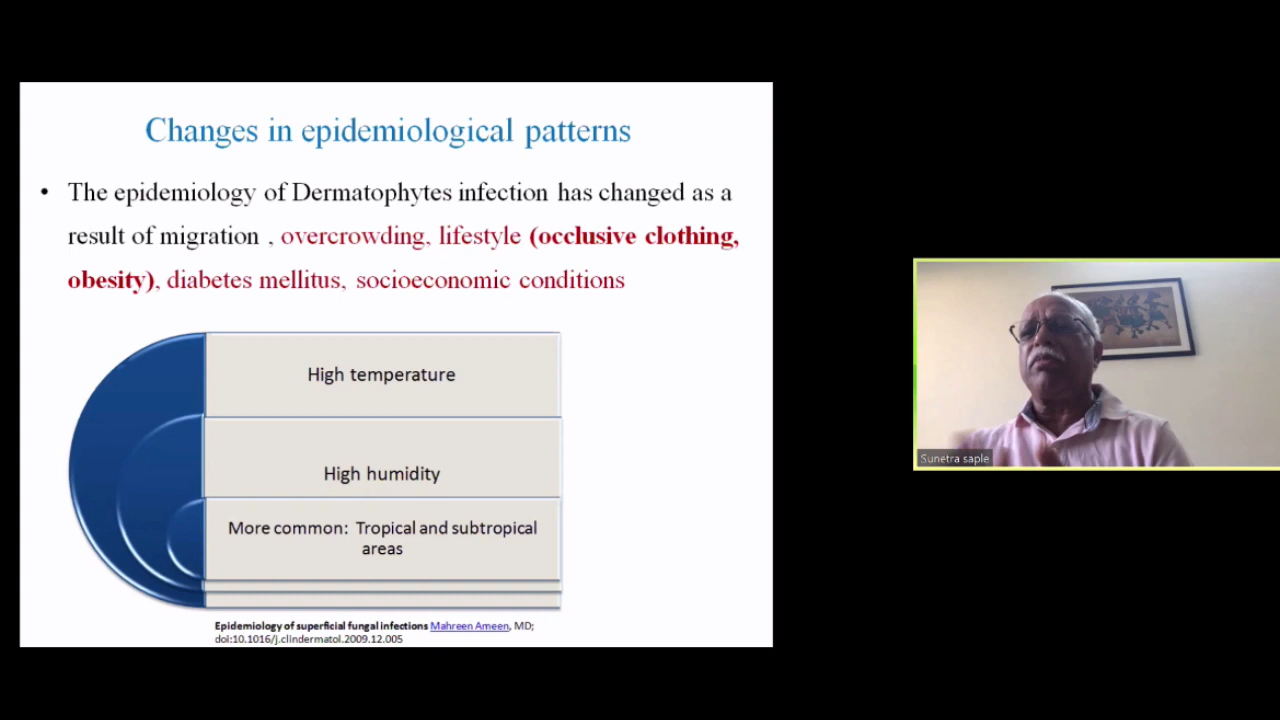 Changes in epidemiological patterns
• The epidemiology of Dermatophytes infection has changed as a
result of migration , overcrowding, lifestyle (occlusive clothing,
obesity), diabetes mellitus, socioeconomic conditions
High temperature
High humidity
More common: Tropical and subtropical
areas
Epidemiology of superficial fungal infections Mahreen Ameen, MD;
doi:10.1016/j.clindermatol.2009.12.005
Sunetra saple